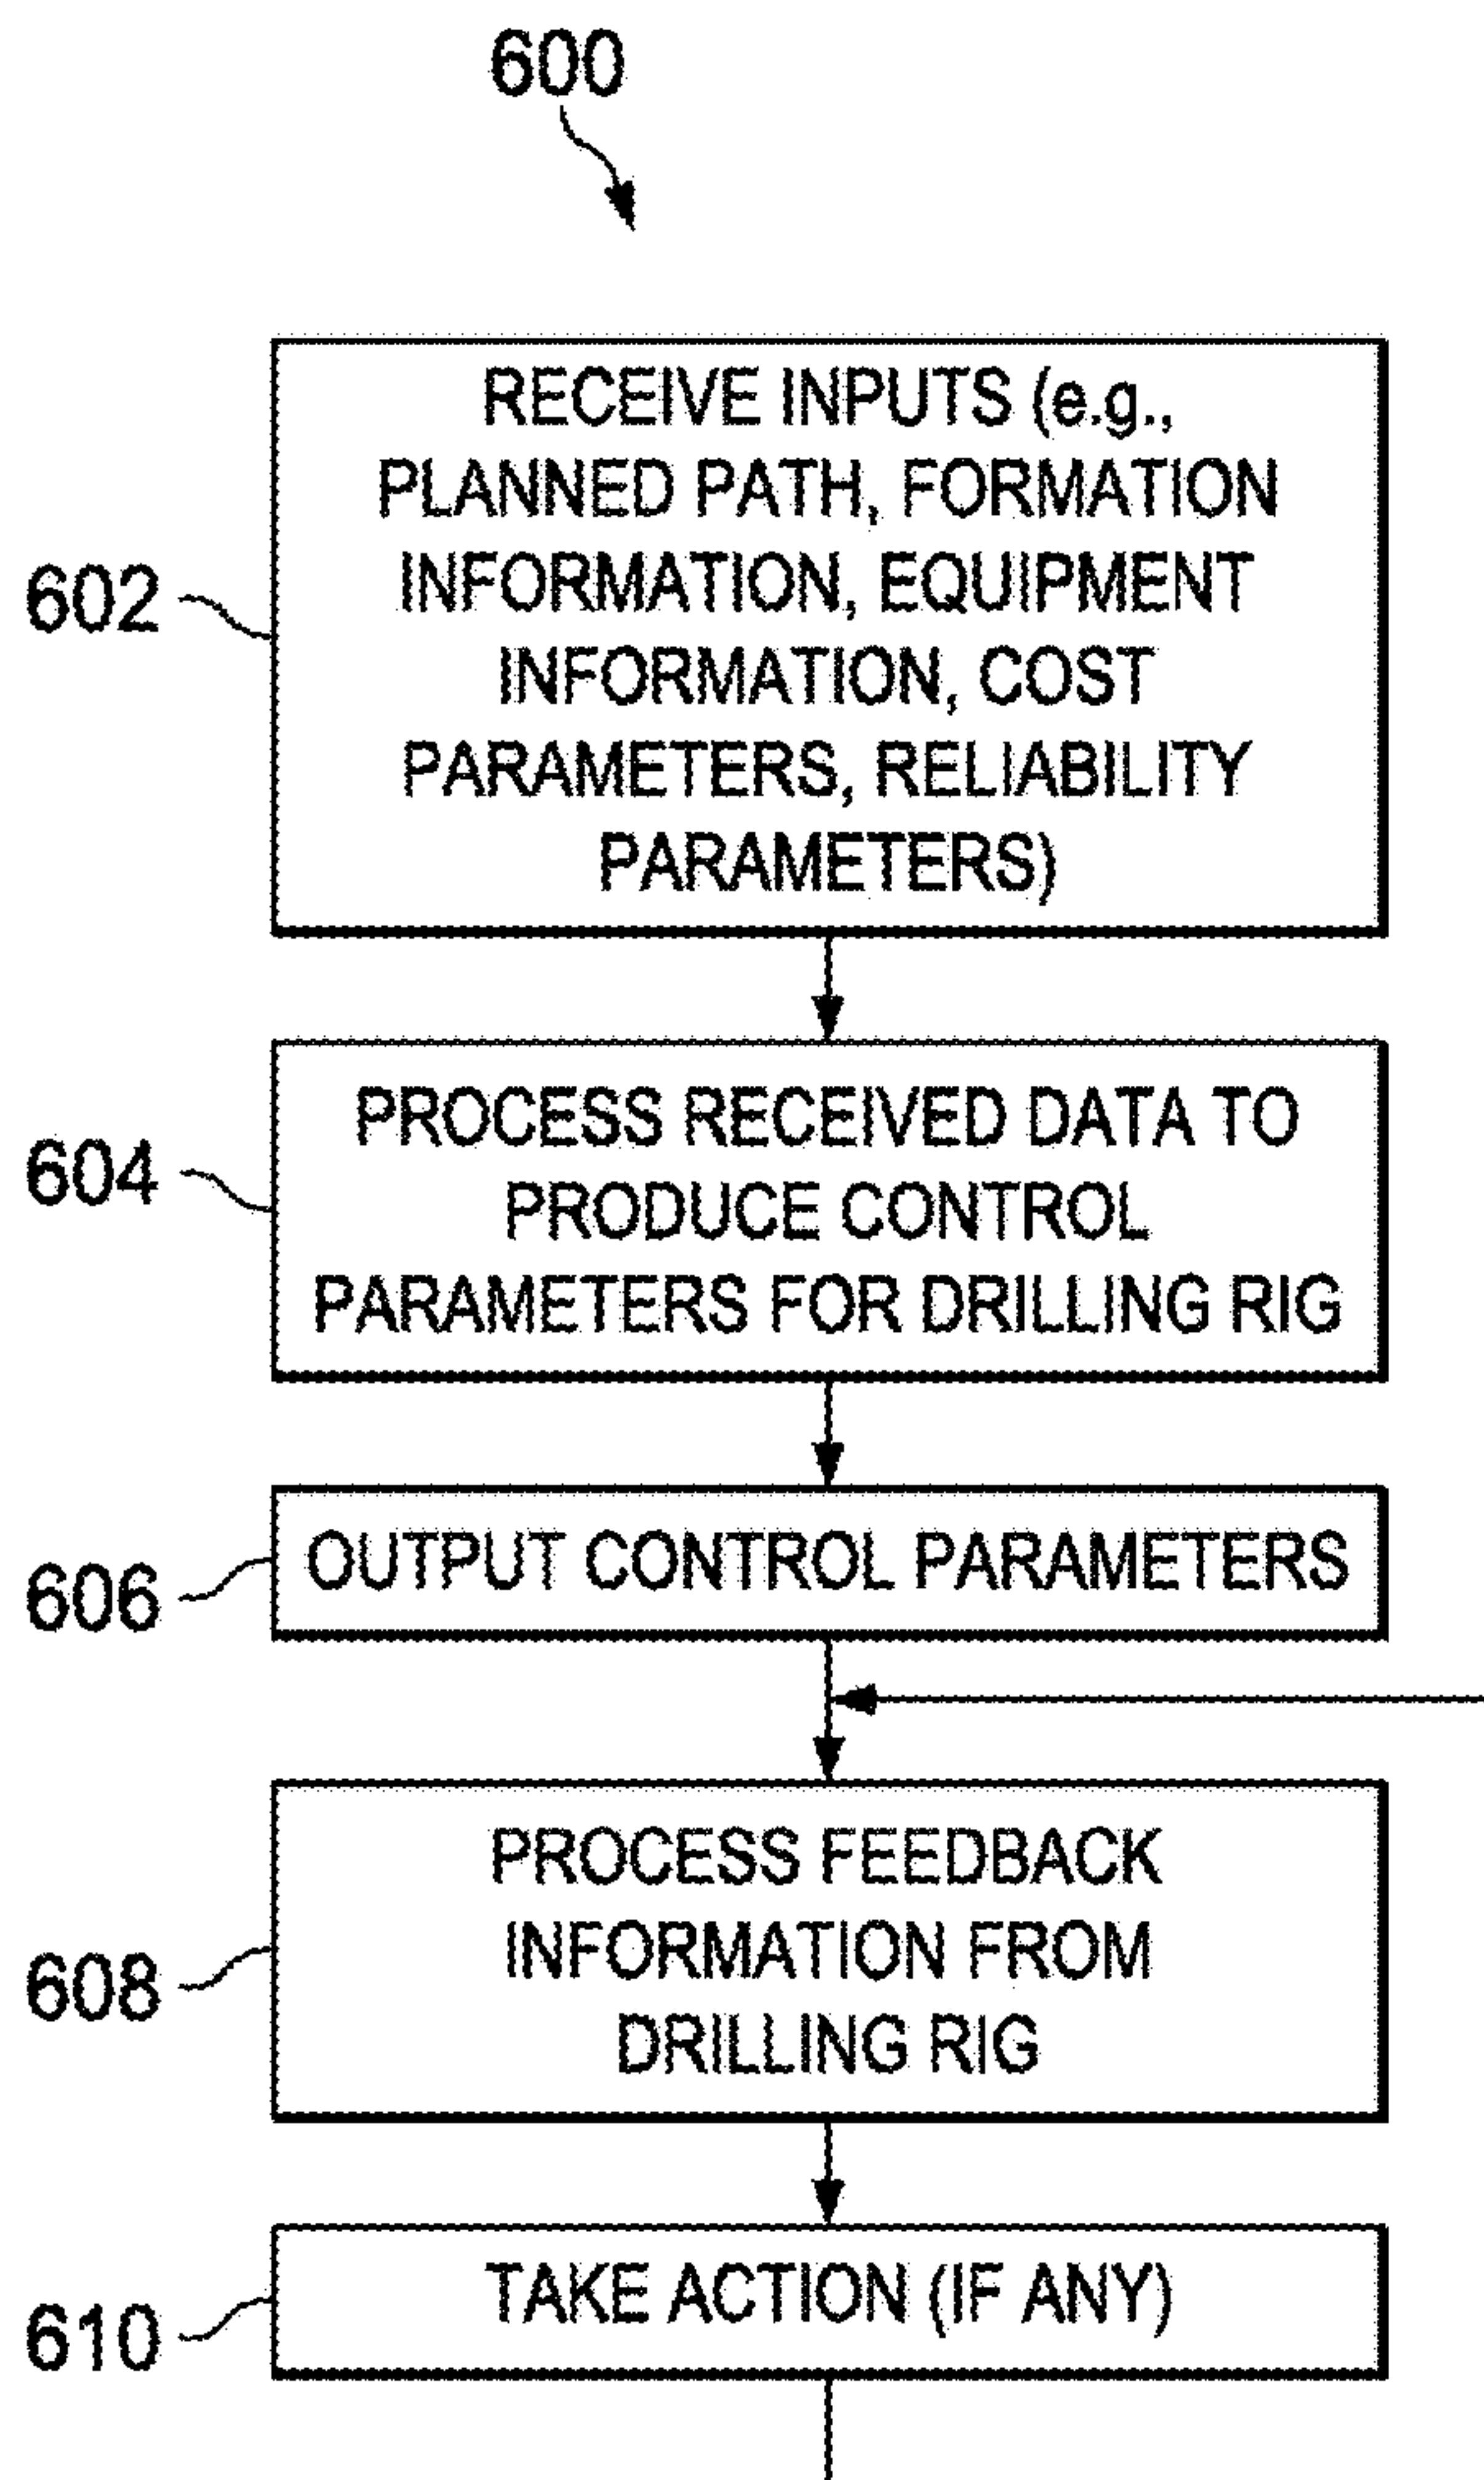 600
602
RECEIVE INPUTS (e.g.,
PLANNED PATH, FORMATION
INFORMATION, EQUIPMENT
INFORMATION, COST
PARAMETERS, RELIABILITY
PARAMETERS)
604
PROCESS RECEIVED DATA TO
PRODUCE CONTROL
PARAMETERS FOR DRILLING RIG
606
OUTPUT CONTROL PARAMETERS
608
PROCESS FEEDBACK
INFORMATION FROM
DRILLING RIG
610
TAKE ACTION (IF ANY)